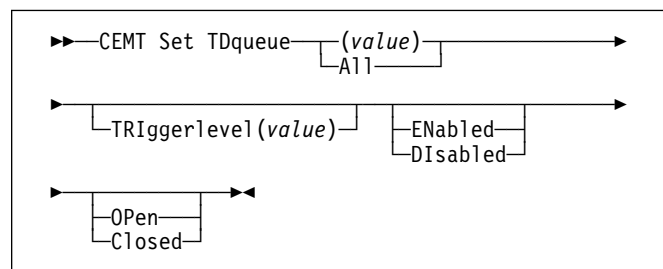 CEMT Set TDqueue (value)
All
TRIggerlevel(value) ENabled
DIsabled
OPen
Closed